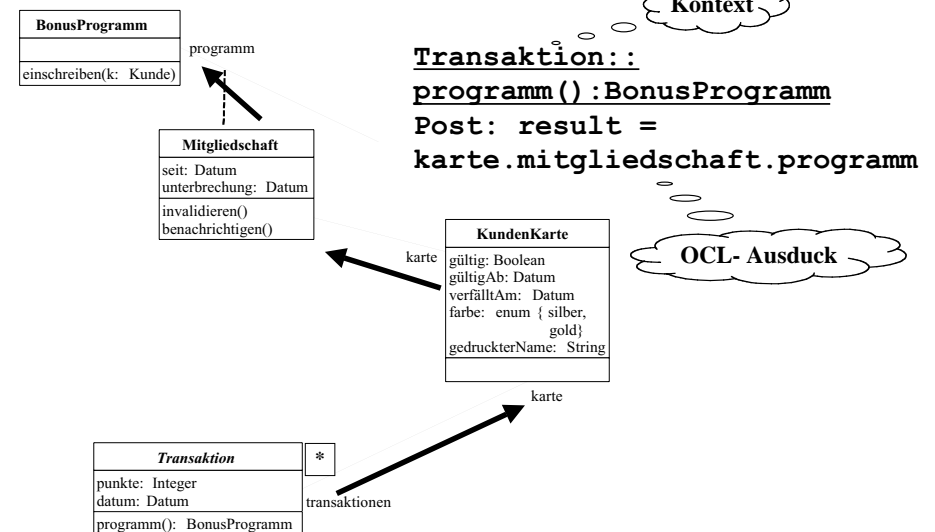 Kontext
BonusProgramm
programm
einschreiben(k: Kunde)
Transaktion::
programm():BonusProgramm
Post: result =
karte.mitgliedschaft.programm
Mitgliedschaft
seit: Datum
unterbrechung: Datum
invalidieren()
benachrichtigen()
OCL- Ausduck
karte
KundenKarte
gültig: Boolean
gültigAb: Datum
verfälltAm: Datum
farbe: enum { silber,
gold}
gedruckterName: String
karte
Transaktion
*
punkte: Integer
datum: Datum
transaktionen
programm(): BonusProgramm